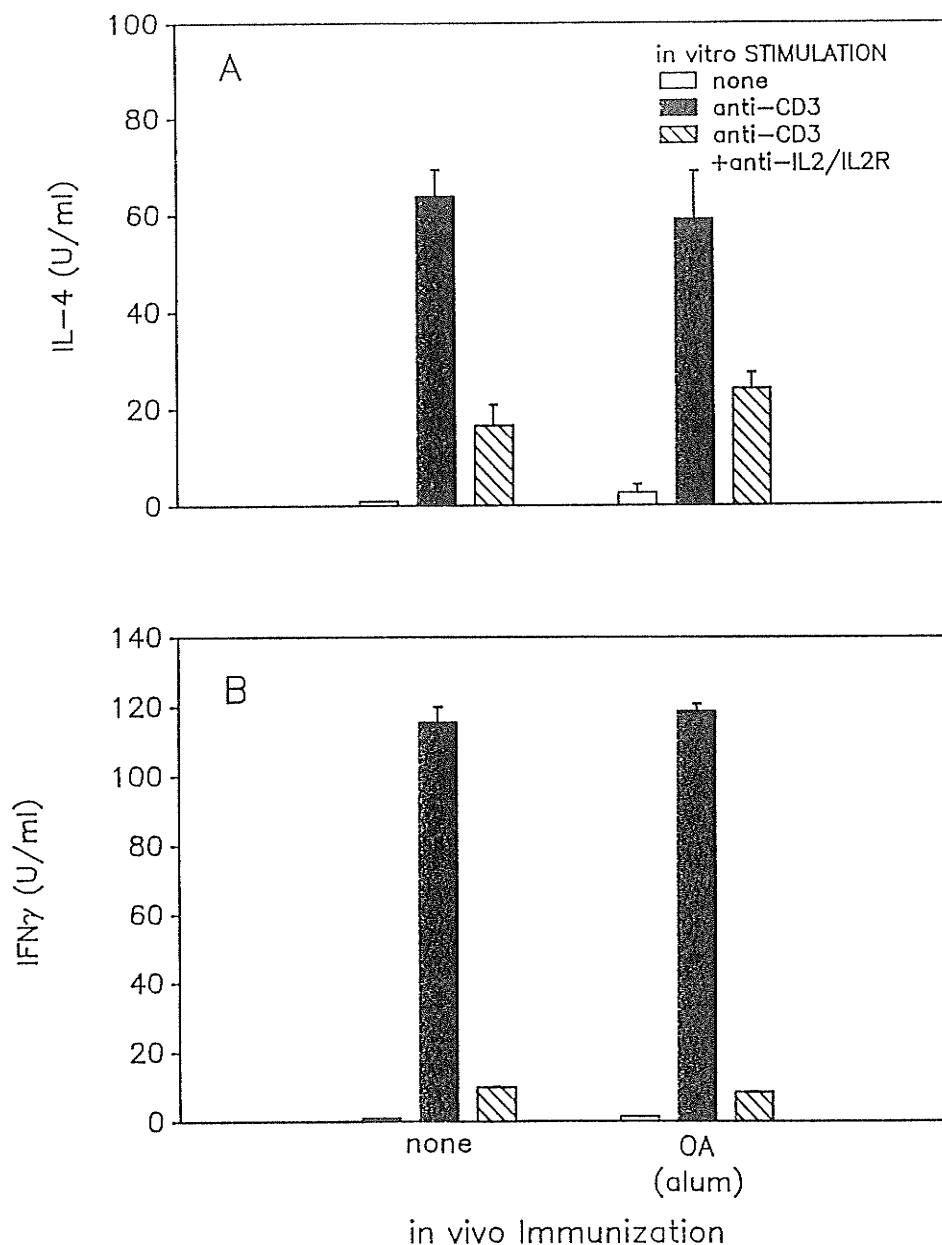 A
in vitro STIMULATION
none
anti-CD3
anti-CD3
+anti-IL2/IL2R
100
80
60
40
20
0
IL-4 (U/ml)
B
140
120
100
80
60
40
20
0
IFNγ (U/ml)
none
OA
(alum)
in vivo Immunization